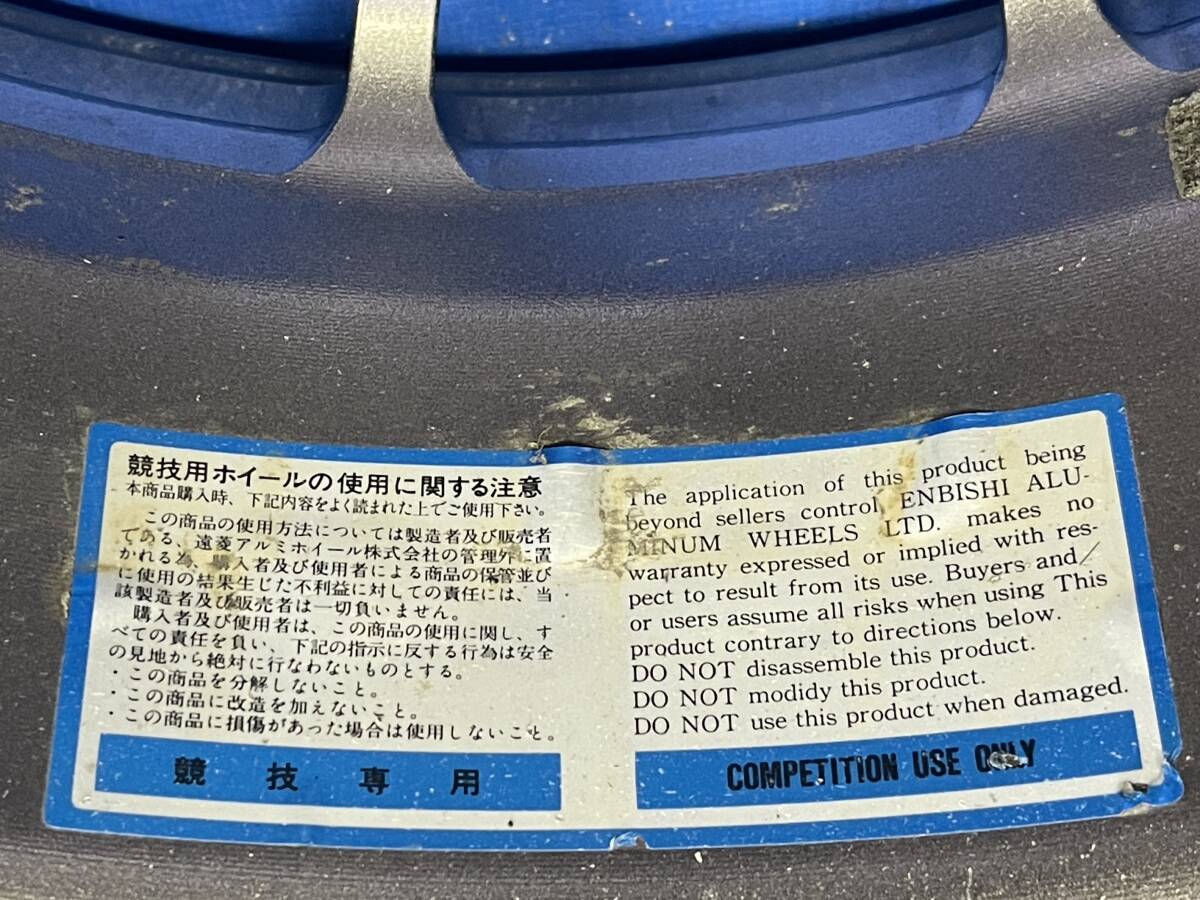 競技用ホイールの使用に関する注意
本商品購入時、下記内容をよく読まれた上でご使用下さい。
この商品の使用方法については製造者及び販売者
である、遠菱アルミホイール株式会社の管理外に置
かれる為、購入者及び使用者による商品の保管並び
に使用の結果生じた不利益に対しての責任には、当
該製造者及び販売者は一切負いません。
購入者及び使用者は、この商品の使用に関し、す
べての責任を負い、下記の指示に反する行為は安全
の見地から絶対に行なわないものとする。
・この商品を分解しないこと。
・この商品に改造を加えないこと。
・この商品に損傷があった場合は使用しないこと。
競技専用
The application of this product being
beyond sellers control, ENBISHI ALU-
MINUM WHEELS LTD. makes no
warranty expressed or implied with res-
pect to result from its use. Buyers and/
or users assume all risks when using This
product contrary to directions below.
DO NOT disassemble this product.
DO NOT modidy this product.
DO NOT use this product when damaged.
COMPETITION USE ONLY